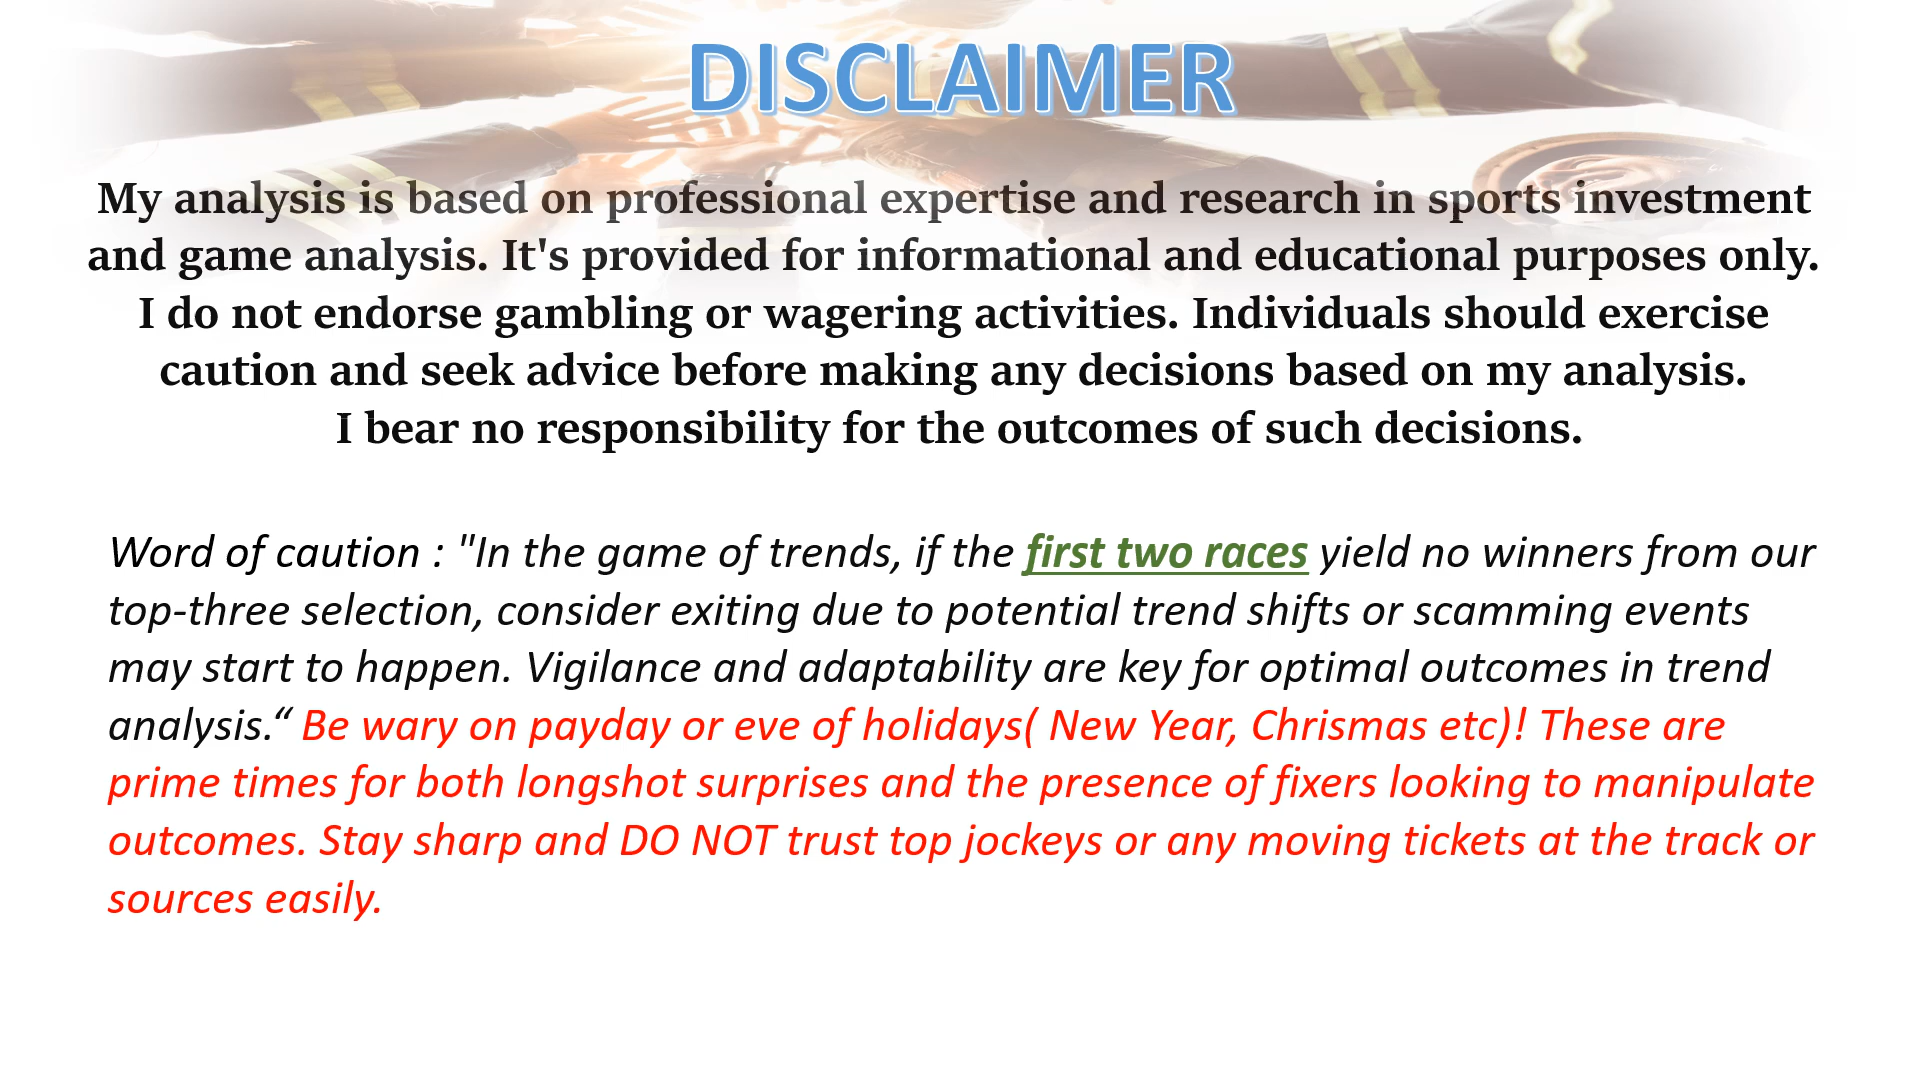 DISCLAIMER
My analysis is based on professional expertise and research in sports investment
and game analysis. It's provided for informational and educational purposes only.
I do not endorse gambling or wagering activities. Individuals should exercise
caution and seek advice before making any decisions based on my analysis.
I bear no responsibility for the outcomes of such decisions.
Word of caution : "In the game of trends, if the first two races yield no winners from our
top-three selection, consider exiting due to potential trend shifts or scamming events
may start to happen. Vigilance and adaptability are key for optimal outcomes in trend
analysis.“ Be wary on payday or eve of holidays( New Year, Chrismas etc)! These are
prime times for both longshot surprises and the presence of fixers looking to manipulate
outcomes. Stay sharp and DO NOT trust top jockeys or any moving tickets at the track or
sources easily.